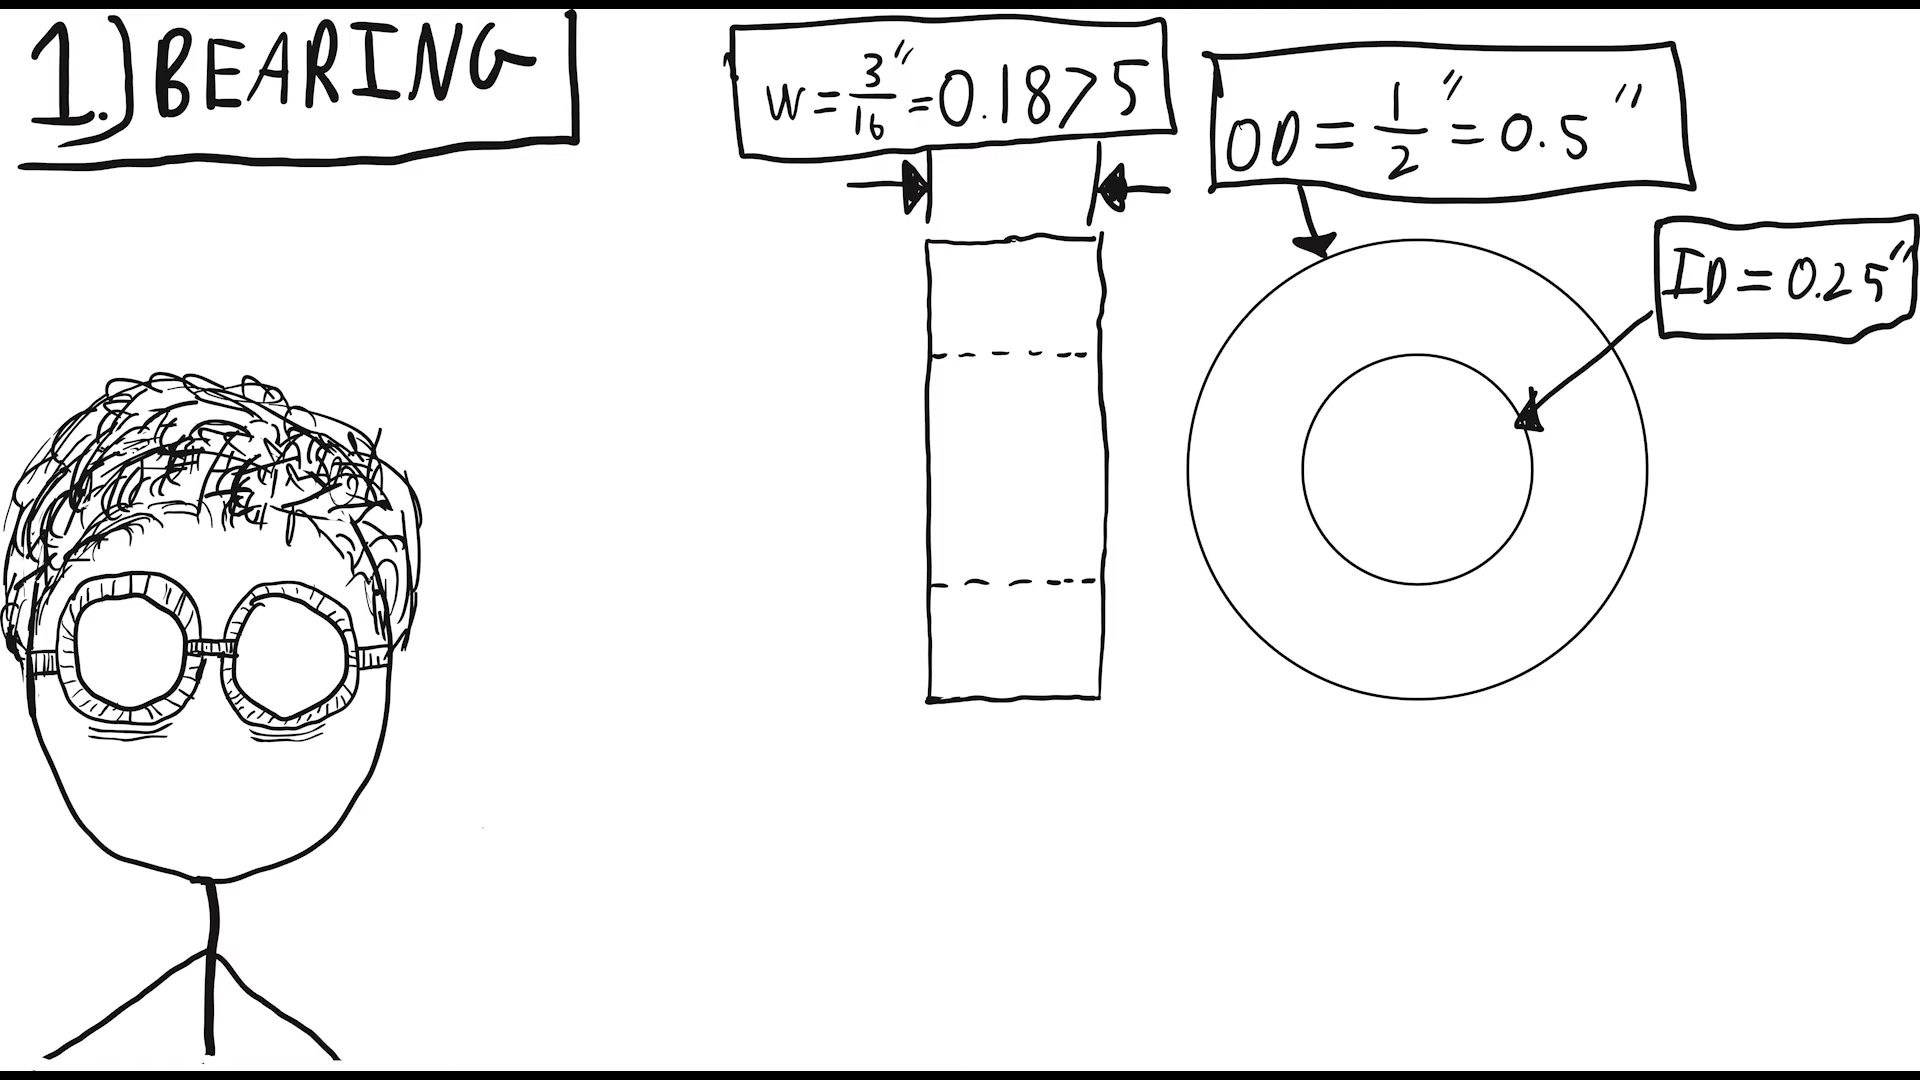 1.) BEARING
W = 3/16" = 0.1875
OD = 1/2" = 0.5"
ID = 0.25"